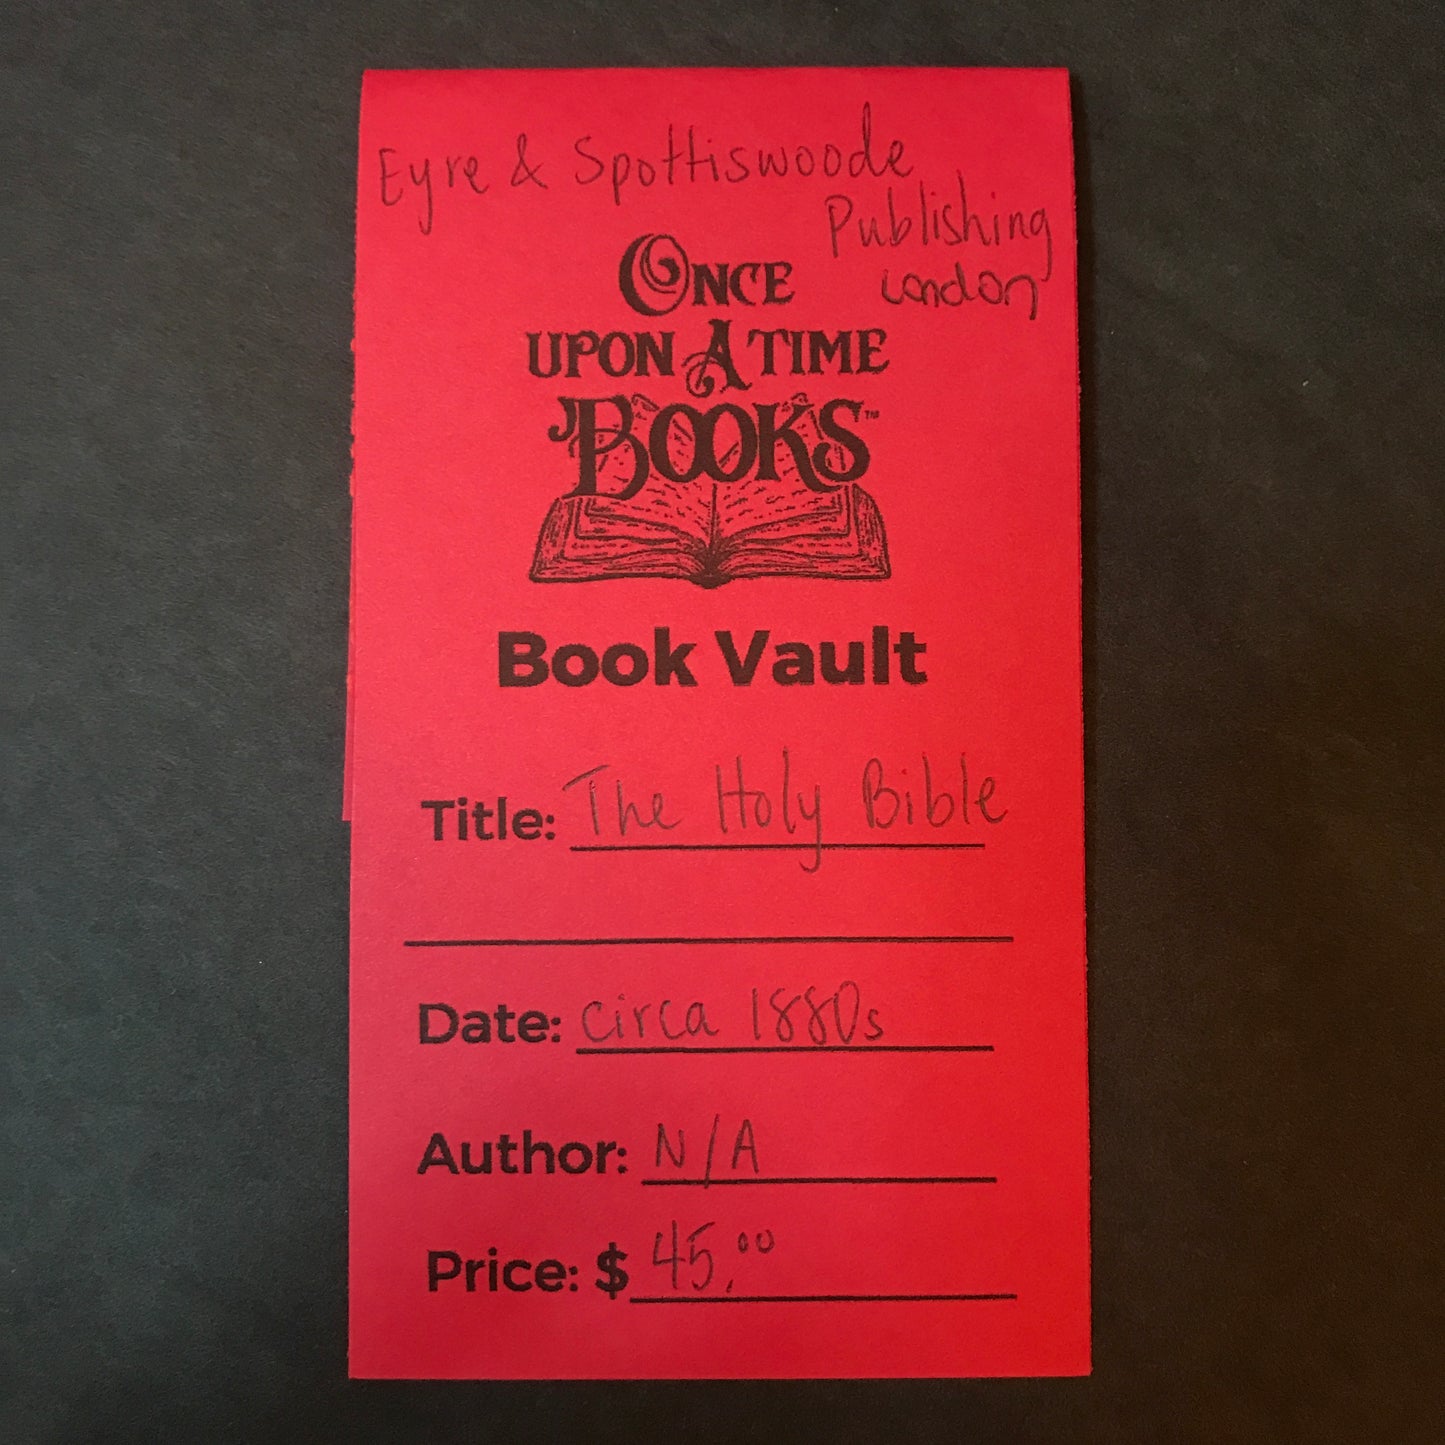 Eyre & Spottiswoode
Publishing
London
ONCE
UPON A TIME
BOOKS™
Book Vault
Title: The Holy Bible
Date: circa 1880s
Author: N/A
Price: $ 45.00